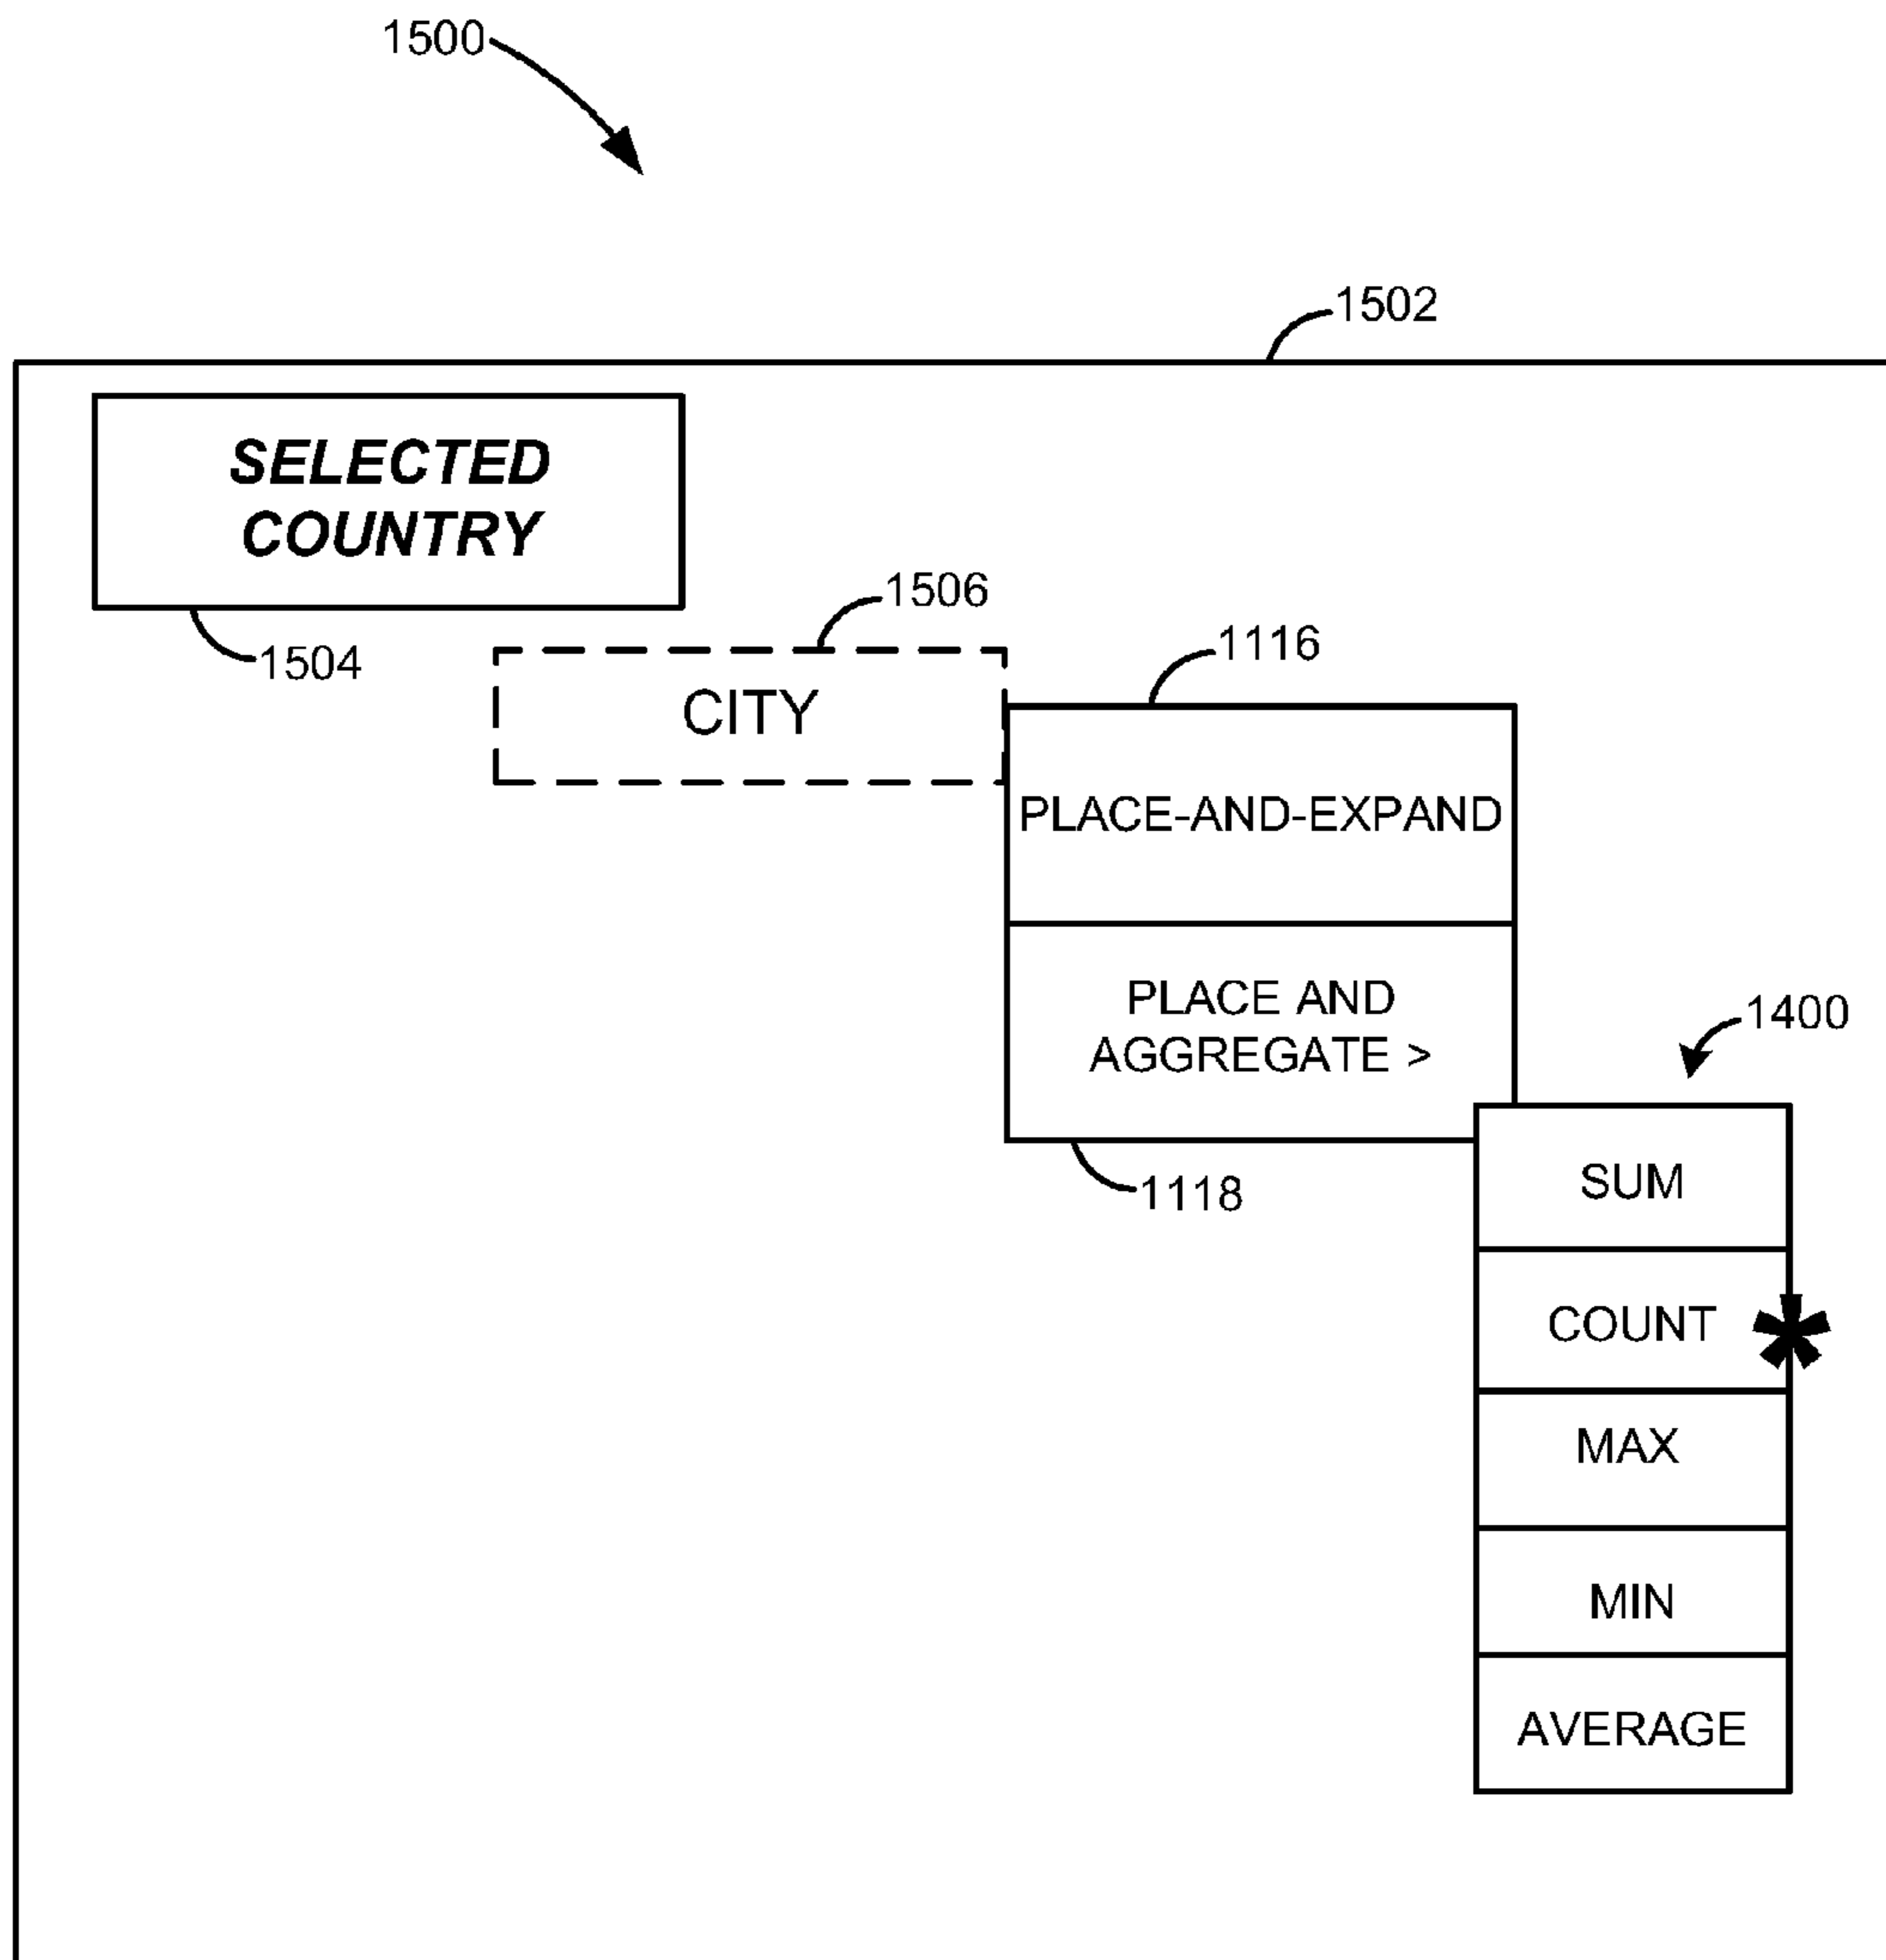 1500
1502
SELECTED
COUNTRY
1504
1506
CITY
1116
PLACE-AND-EXPAND
PLACE AND
AGGREGATE >
1118
1400
SUM
COUNT *
MAX
MIN
AVERAGE